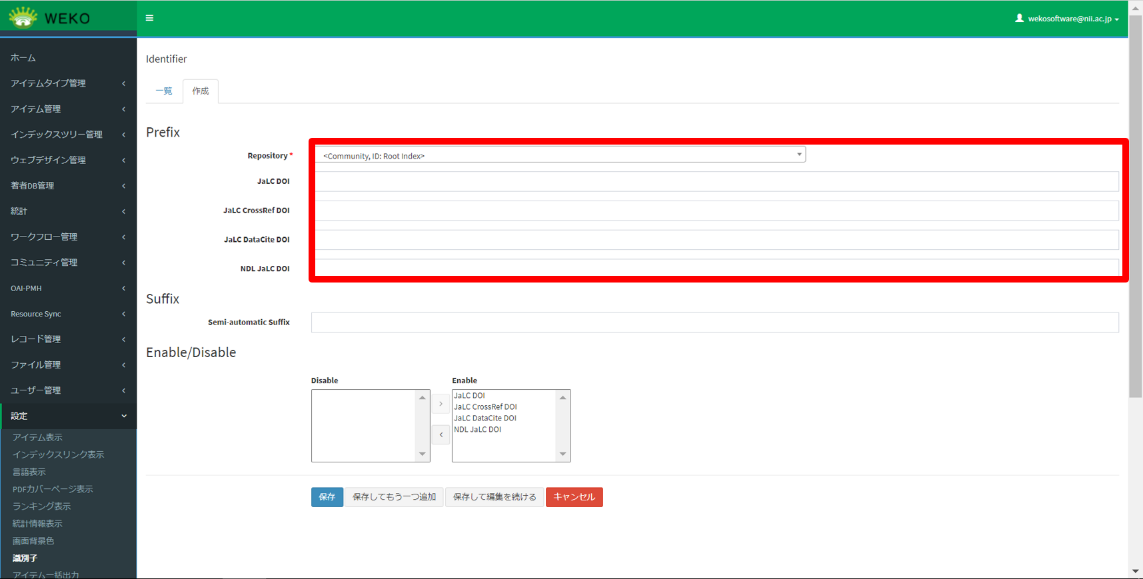 WEKO
wekosoftware@nii.ac.jp
ホーム
アイテムタイプ管理
アイテム管理
インデックスツリー管理
ウェブデザイン管理
著者DB管理
統計
ワークフロー管理
コミュニティ管理
OAI-PMH
Resource Sync
レコード管理
ファイル管理
ユーザー管理
設定
アイテム表示
インデックスリンク表示
言語表示
PDFカバーページ表示
ランキング表示
統計情報表示
画面背景色
識別子
アイテム一括出力
Identifier
一覧 作成
Prefix
Repository* <Community, ID: Root Index>
JaLC DOI
JaLC CrossRef DOI
JaLC DataCite DOI
NDL JaLC DOI
Suffix
Semi-automatic Suffix
Enable/Disable
Disable Enable
JaLC DOI
JaLC CrossRef DOI
JaLC DataCite DOI
NDL JaLC DOI
保存 保存してもう一つ追加 保存して編集を続ける キャンセル